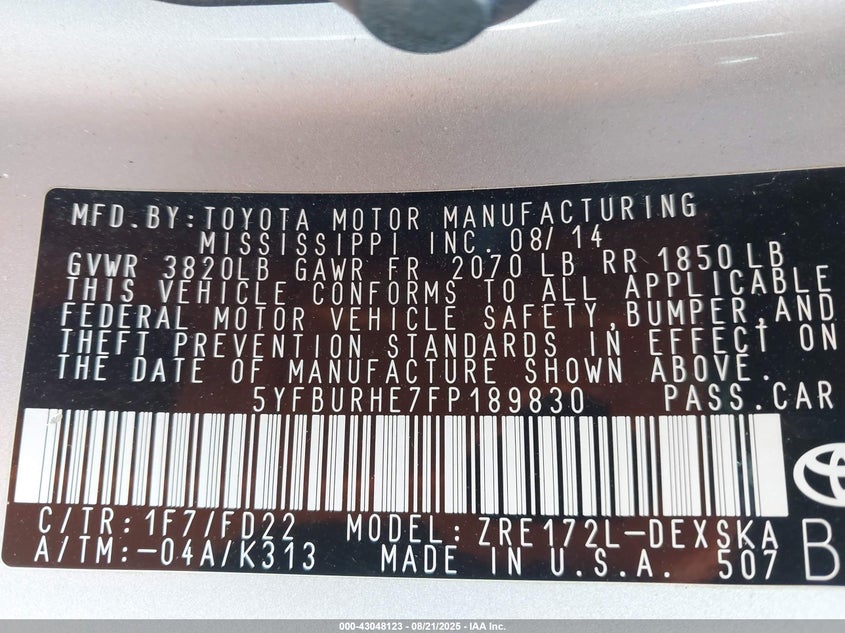 MFD.BY:TOYOTA MOTOR MANUFACTURING
MISSISSIPPI INC. 08/14
GVWR 3820LB GAWR FR 2070 LB RR 1850 LB
THIS VEHICLE CONFORMS TO ALL APPLICABLE
FEDERAL MOTOR VEHICLE SAFETY,BUMPER,AND
THEFT PREVENTION STANDARDS IN EFFECT ON
THE DATE OF MANUFACTURE SHOWN ABOVE.
5YFBURHE7FP189830 PASS.CAR
C/TR:1F7/FD22 MODEL:ZRE172L-DEXSKA
A/TM:-04A/K313 MADE IN U.S.A. 507 B
000-43048123 - 08/21/2025 - IAA Inc.